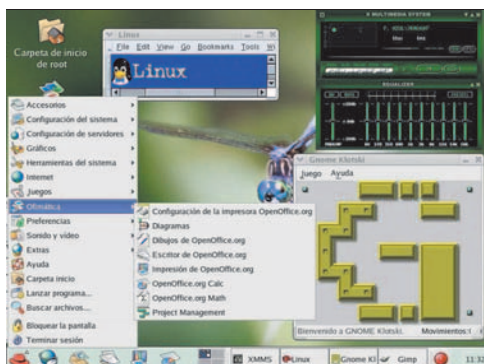 Carpeta de inicio
de root
Linux
File Edit View Go Bookmarks Tools
Linux
MULTIMEDIA SYSTEM
EQUALIZER
Accesorios
Configuración del sistema
Configuración de servidores
Gráficos
Herramientas del sistema
Internet
Juegos
Ofimática
Preferencias
Sonido y vídeo
Extras
Ayuda
Carpeta inicio
Lanzar programa...
Buscar archivos...
Bloquear la pantalla
Terminar sesión
Configuración de la impresora OpenOffice.org
Diagramas
Dibujos de OpenOffice.org
Escritor de OpenOffice.org
Impresión de OpenOffice.org
OpenOffice.org Calc
OpenOffice.org Math
Project Management
Gnome Klotski
Juego Ayuda
Bienvenido a GNOME Klotski. Movimientos:
XMMS Linux Gnome Kl Gimp 11:32